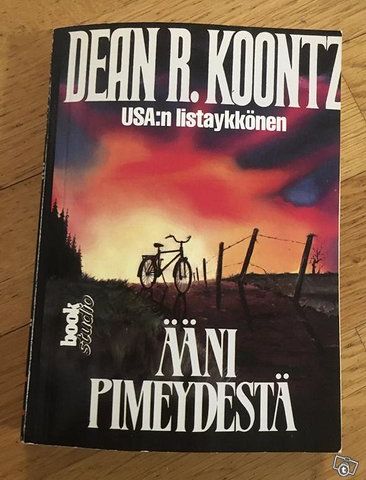 DEAN R. KOONTZ
USA:n listaykkönen
book
studio
ÄÄNI
PIMEYDESTÄ